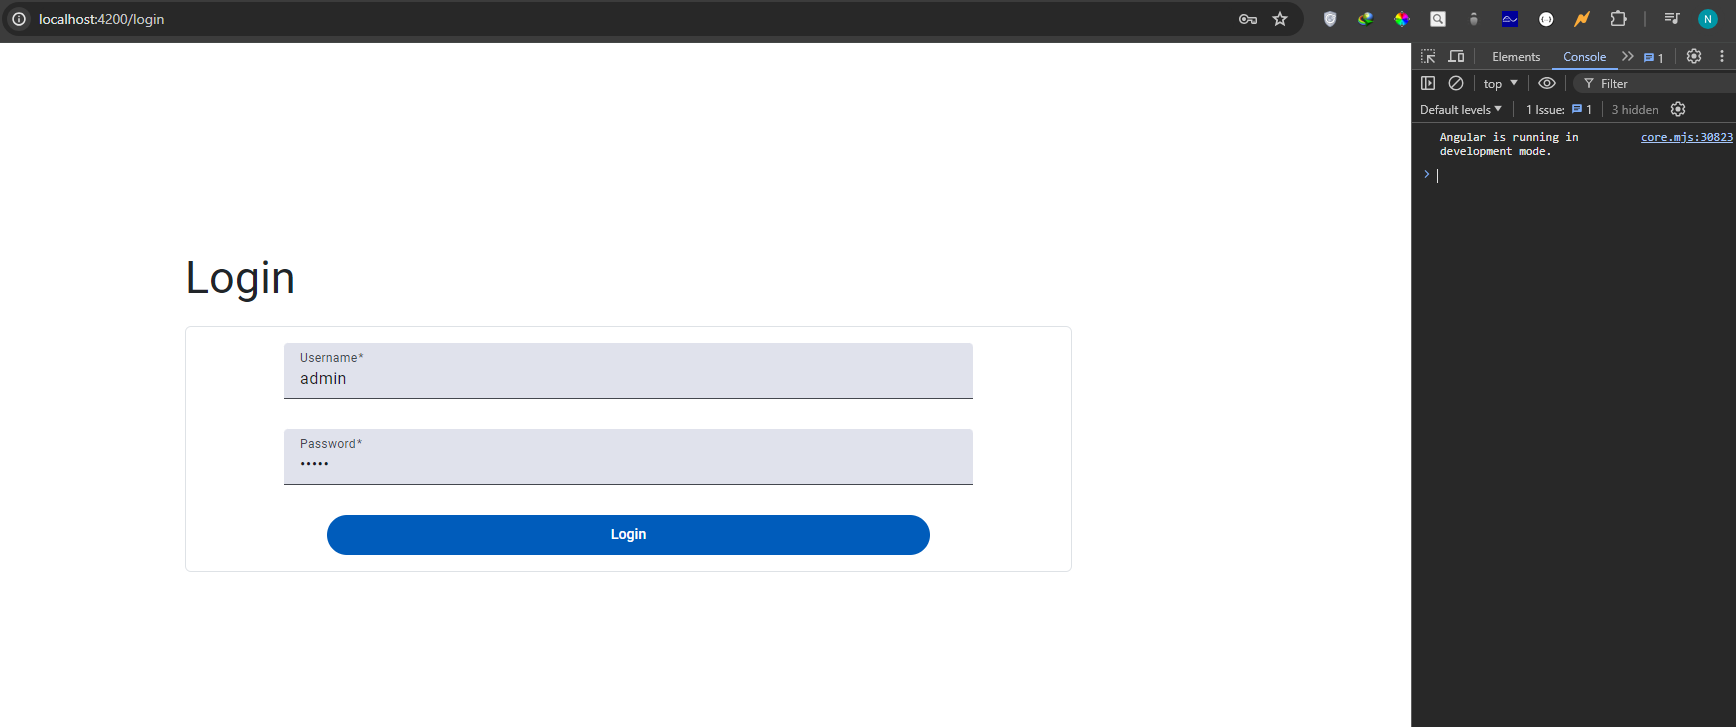 localhost:4200/login
N
Elements
Console
1
top
Filter
Default levels
1 Issue:
1
3 hidden
Angular is running in
development mode.
core.mjs:30823
Login
Username*
admin
Password*
•••••
Login